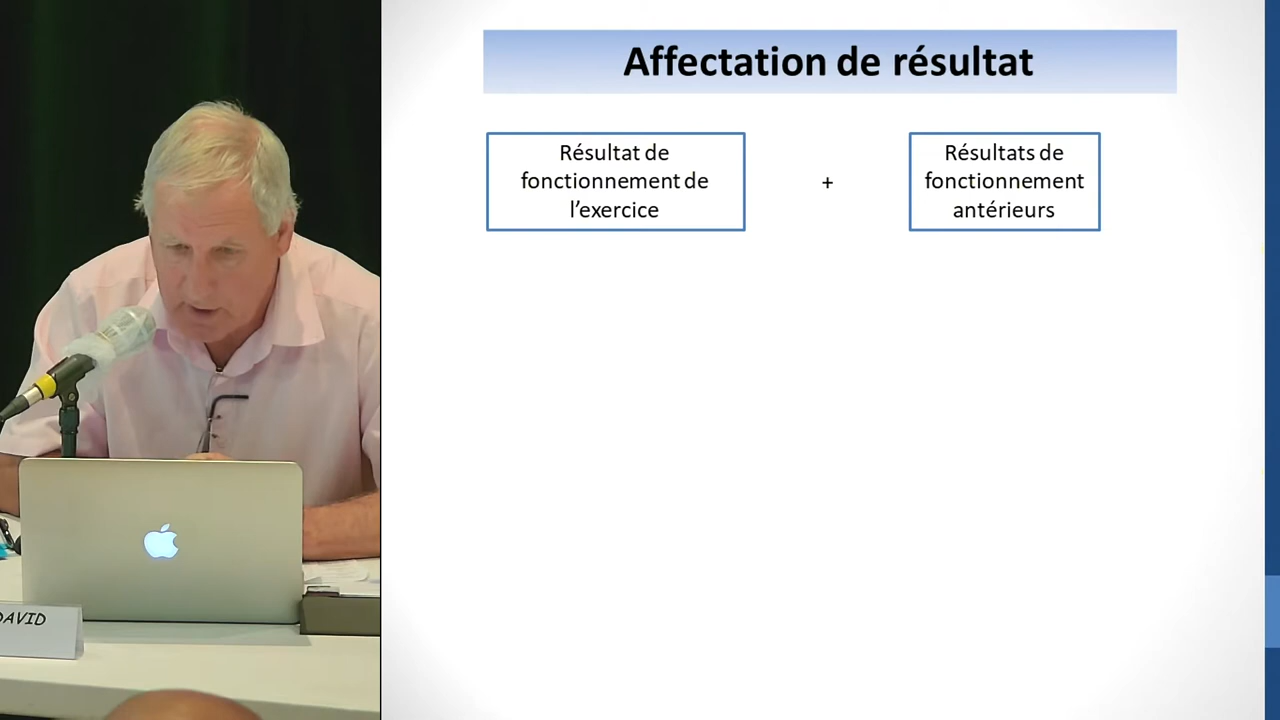 Affectation de résultat
Résultat de
fonctionnement de
l’exercice
+
Résultats de
fonctionnement
antérieurs
DAVID